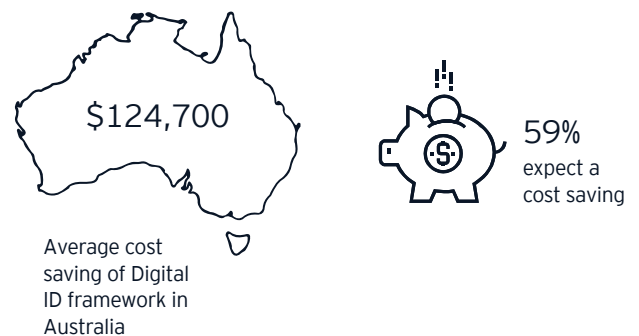 $124,700
Average cost
saving of Digital
ID framework in
Australia
$
59%
expect a
cost saving